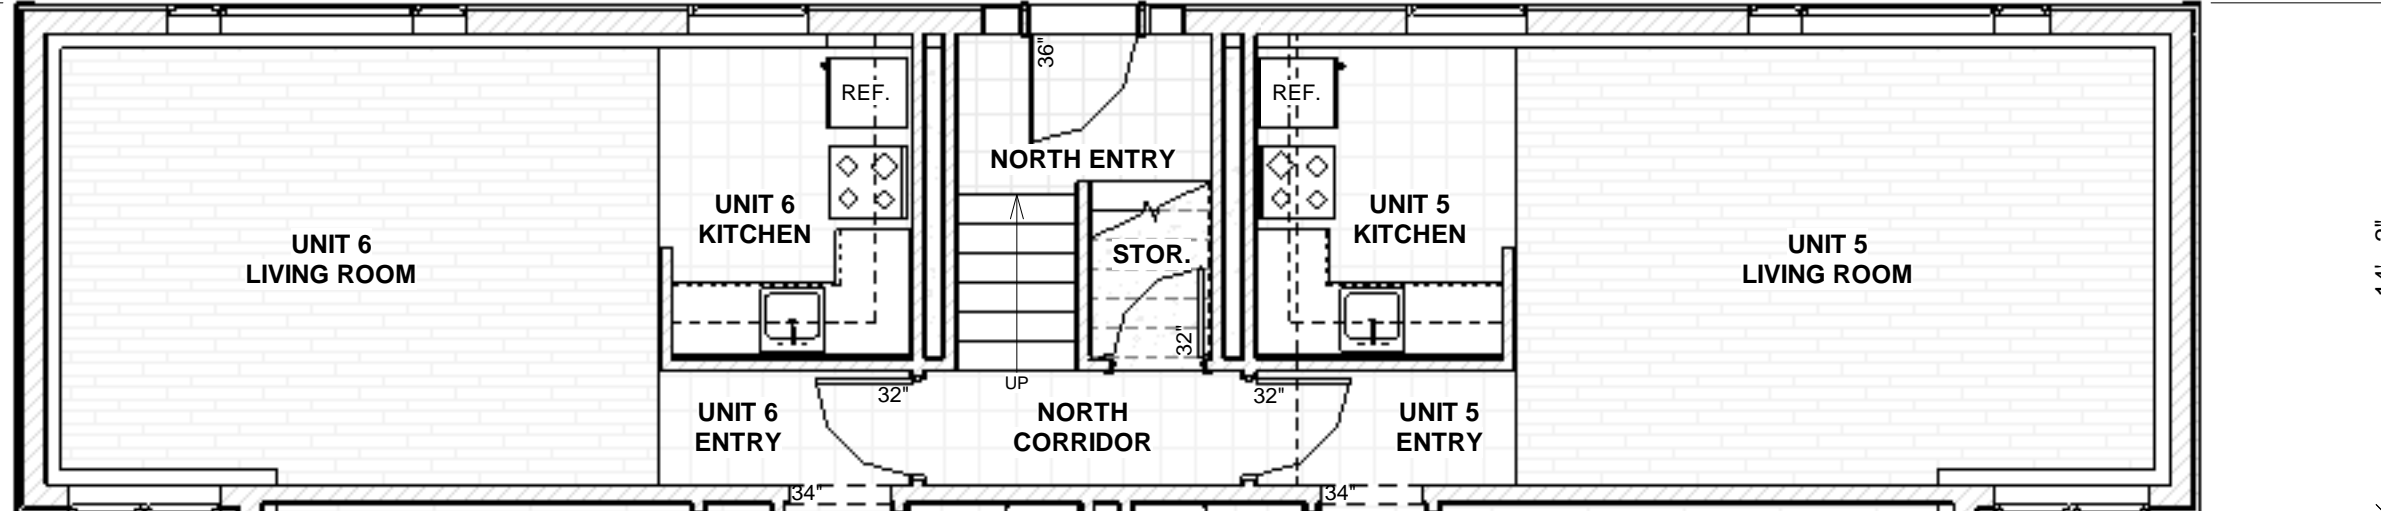 36"
REF.
REF.
NORTH ENTRY
UNIT 6
KITCHEN
UNIT 5
KITCHEN
UNIT 6
LIVING ROOM
STOR.
UNIT 5
LIVING ROOM
32"
UP
32"
32"
UNIT 6
ENTRY
NORTH
CORRIDOR
UNIT 5
ENTRY
34"
34"